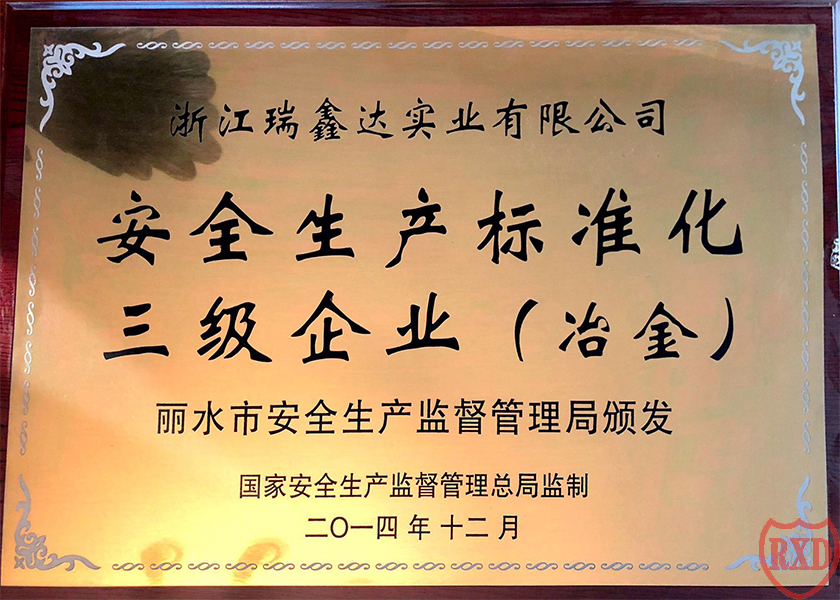 浙江瑞鑫达实业有限公司
安全生产标准化
三级企业（冶金）
丽水市安全生产监督管理局颁发
国家安全生产监督管理总局监制
二〇一四年十二月
RXD